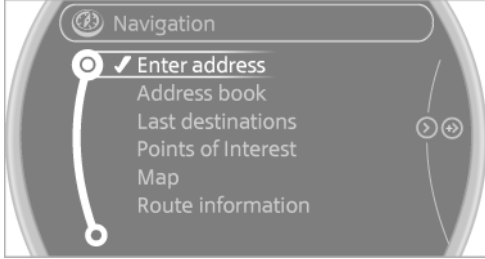 Navigation
Enter address
Address book
Last destinations
Points of Interest
Map
Route information